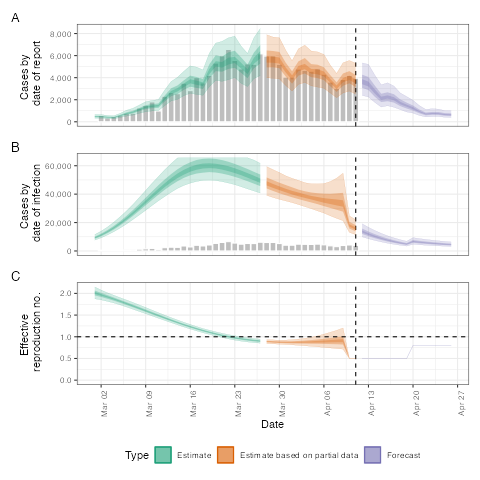 A
8,000
6,000
4,000
2,000
0
Cases by
date of report
B
60,000
40,000
20,000
0
Cases by
date of infection
C
2.0
1.5
1.0
0.5
0.0
Effective
reproduction no.
Mar 02
Mar 09
Mar 16
Mar 23
Mar 30
Apr 06
Apr 13
Apr 20
Apr 27
Date
Type Estimate Estimate based on partial data Forecast